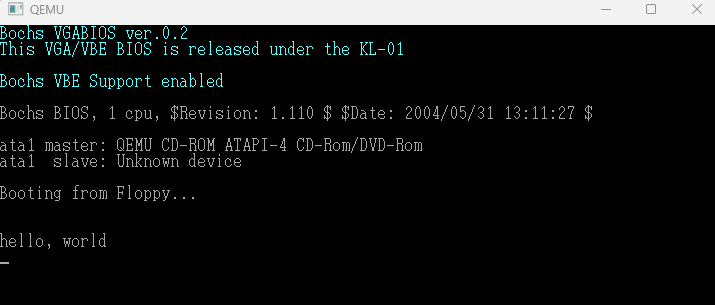 QEMU
Bochs VGABIOS ver.0.2
This VGA/VBE BIOS is released under the KL-01
Bochs VBE Support enabled
Bochs BIOS, 1 cpu, $Revision: 1.110 $ $Date: 2004/05/31 13:11:27 $
ata1 master: QEMU CD-ROM ATAPI-4 CD-Rom/DVD-Rom
ata1  slave: Unknown device
Booting from Floppy...
hello, world
_